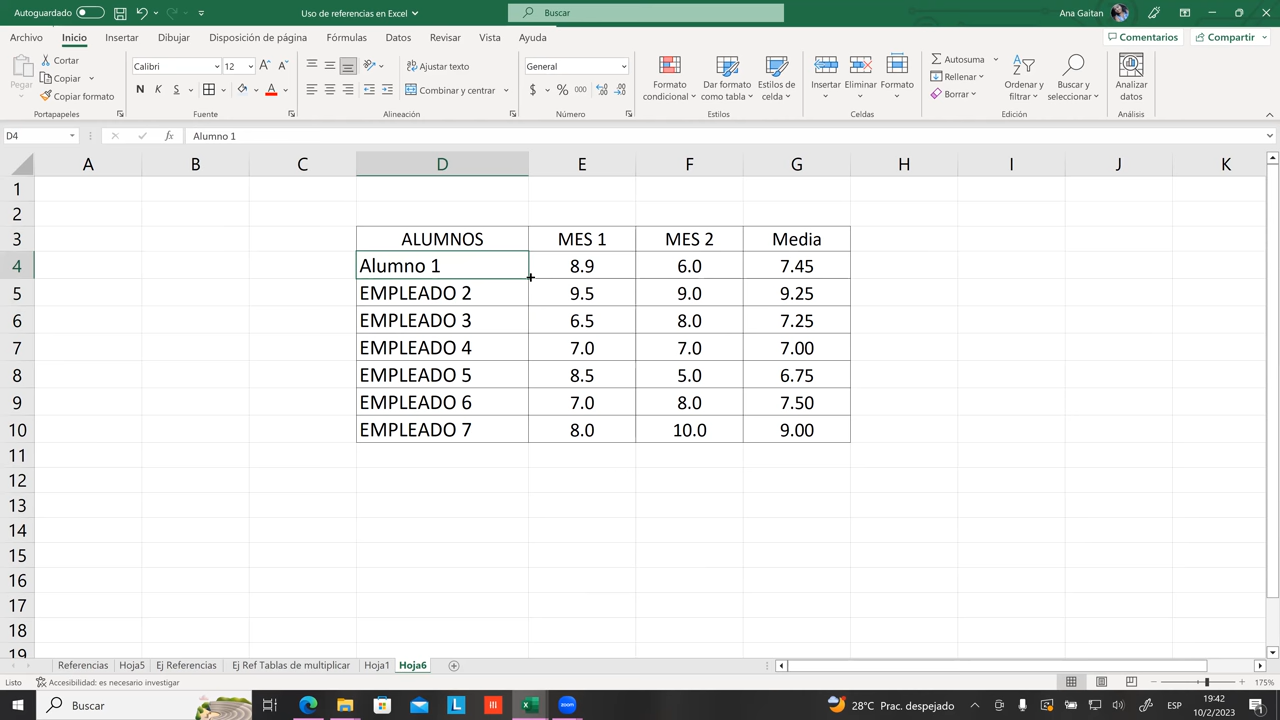 Autoguardado
Uso de referencias en Excel
Buscar
Ana Gaitan
Archivo Inicio Insertar Dibujar Disposición de página Fórmulas Datos Revisar Vista Ayuda
Comentarios Compartir
Pegar
Cortar
Copiar
Copiar formato
Portapapeles
Calibri 12
N K S
Fuente
Ajustar texto
Combinar y centrar
Alineación
General
$ % 000
Número
Formato condicional
Dar formato como tabla
Estilos de celda
Estilos
Insertar
Eliminar
Formato
Celdas
Autosuma
Rellenar
Borrar
Ordenar y filtrar
Buscar y seleccionar
Edición
Analizar datos
Análisis
D4
fx
Alumno 1
A B C D E F G H I J K
1
2
3 ALUMNOS MES 1 MES 2 Media
4 Alumno 1 8.9 6.0 7.45
5 EMPLEADO 2 9.5 9.0 9.25
6 EMPLEADO 3 6.5 8.0 7.25
7 EMPLEADO 4 7.0 7.0 7.00
8 EMPLEADO 5 8.5 5.0 6.75
9 EMPLEADO 6 7.0 8.0 7.50
10 EMPLEADO 7 8.0 10.0 9.00
11
12
13
14
15
16
17
18
19
Referencias Hoja5 Ej Referencias Ej Ref Tablas de multiplicar Hoja1 Hoja6
Listo Accesibilidad: es necesario investigar 175%
Buscar
28°C Prac. despejado
ESP
19:42
10/2/2023